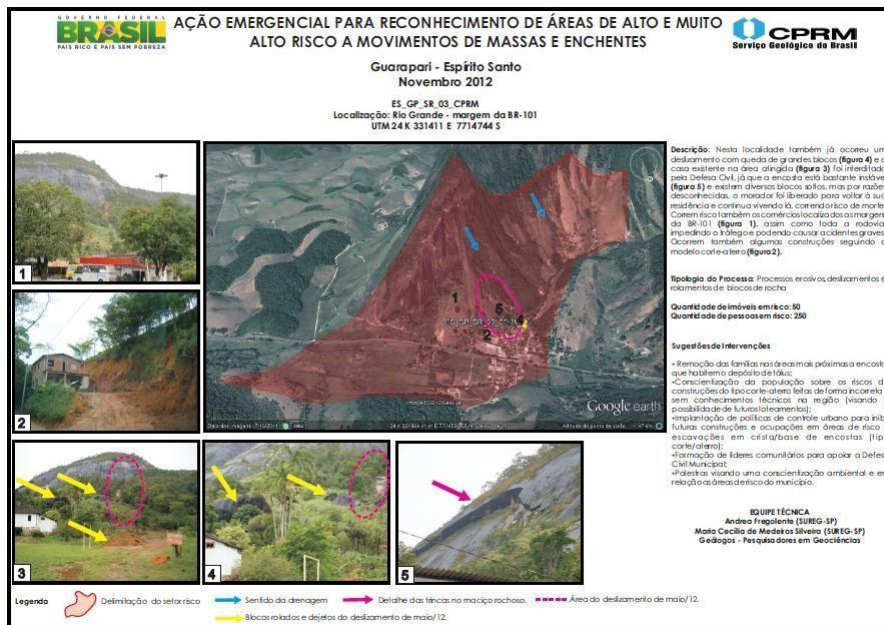 GOVERNO FEDERAL
BRASIL
PAÍS RICO É PAÍS SEM POBREZA
AÇÃO EMERGENCIAL PARA RECONHECIMENTO DE ÁREAS DE ALTO E MUITO
ALTO RISCO A MOVIMENTOS DE MASSAS E ENCHENTES
CPRM
Serviço Geológico do Brasil
Guarapari - Espírito Santo
Novembro 2012
ES_GP_SR_03_CPRM
Localização: Rio Grande - margem da BR-101
UTM 24 K 331411 E 7714744 S
1
2
3
4
5
1
5
4
2
Google earth
Descrição: Nesta localidade também já ocorreu um
deslizamento com queda de grandes blocos (figura 4) e a
casa existente na área atingida (figura 3) foi interditada
pela Defesa Civil, já que a encosta está bastante instável
(figura 5) e existem diversos blocos soltos, mas por razões
desconhecidas, o morador foi liberado para voltar à sua
residência e continua vivendo lá, correndo risco de morte.
Correm risco também os comércios localizados as margens
da BR-101 (figura 1), assim como toda a rodovia,
impedindo o tráfego e podendo causar acidentes graves.
Ocorrem também algumas construções seguindo o
modelo corte-aterro (figura 2).
Tipologia do Processo: Processos erosivos, deslizamentos e
rolamentos de blocos de rocha
Quantidade de imóveis em risco: 50
Quantidade de pessoas em risco: 250
Sugestões de Intervenções
•Remoção das famílias nas áreas mais próximas a encosta
que habitem o depósito de tálus;
•Conscientização da população sobre os riscos de
construções do tipo corte-aterro feitas de forma incorreta e
sem conhecimentos técnicos na região (visando a
possibilidade de futuros loteamentos);
•Implantação de políticas de controle urbano para inibir
futuras construções e ocupações em áreas de risco e
escavações em crista/base de encostas (tipo
corte/aterro);
•Formação de líderes comunitários para apoiar a Defesa
Civil Municipal;
•Palestras visando uma conscientização ambiental e em
relação as áreas de risco do município.
EQUIPE TÉCNICA
Andrea Fregolente (SUREG-SP)
Maria Cecília de Medeiros Silveira (SUREG-SP)
Geólogos - Pesquisadores em Geociências
Legenda
Delimitação do setor risco
Sentido da drenagem
Detalhe das trincas no maciço rochoso.
Área do deslizamento de maio/12.
Blocos rolados e dejetos do deslizamento de maio/12.